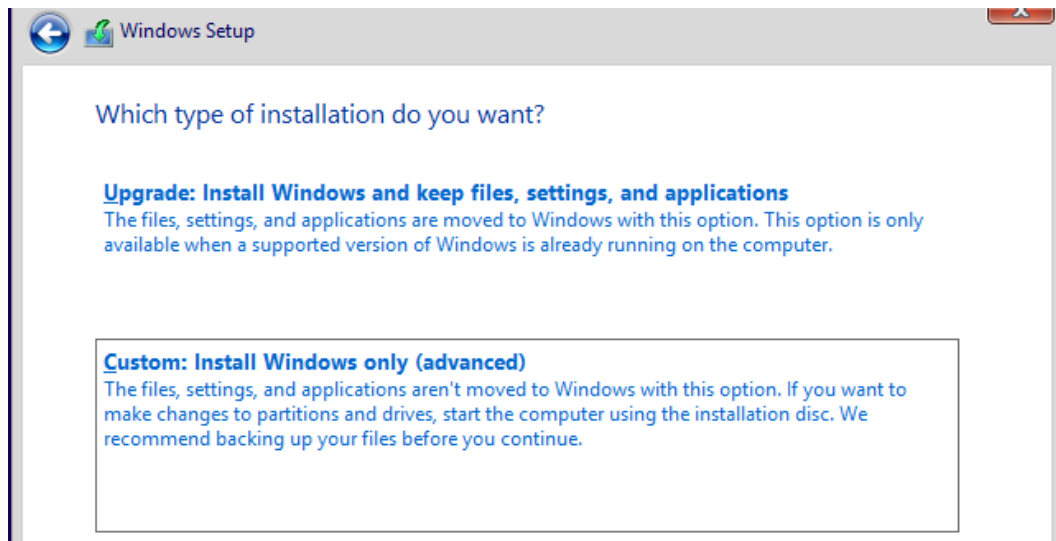 Windows Setup
Which type of installation do you want?
Upgrade: Install Windows and keep files, settings, and applications
The files, settings, and applications are moved to Windows with this option. This option is only
available when a supported version of Windows is already running on the computer.
Custom: Install Windows only (advanced)
The files, settings, and applications aren't moved to Windows with this option. If you want to
make changes to partitions and drives, start the computer using the installation disc. We
recommend backing up your files before you continue.